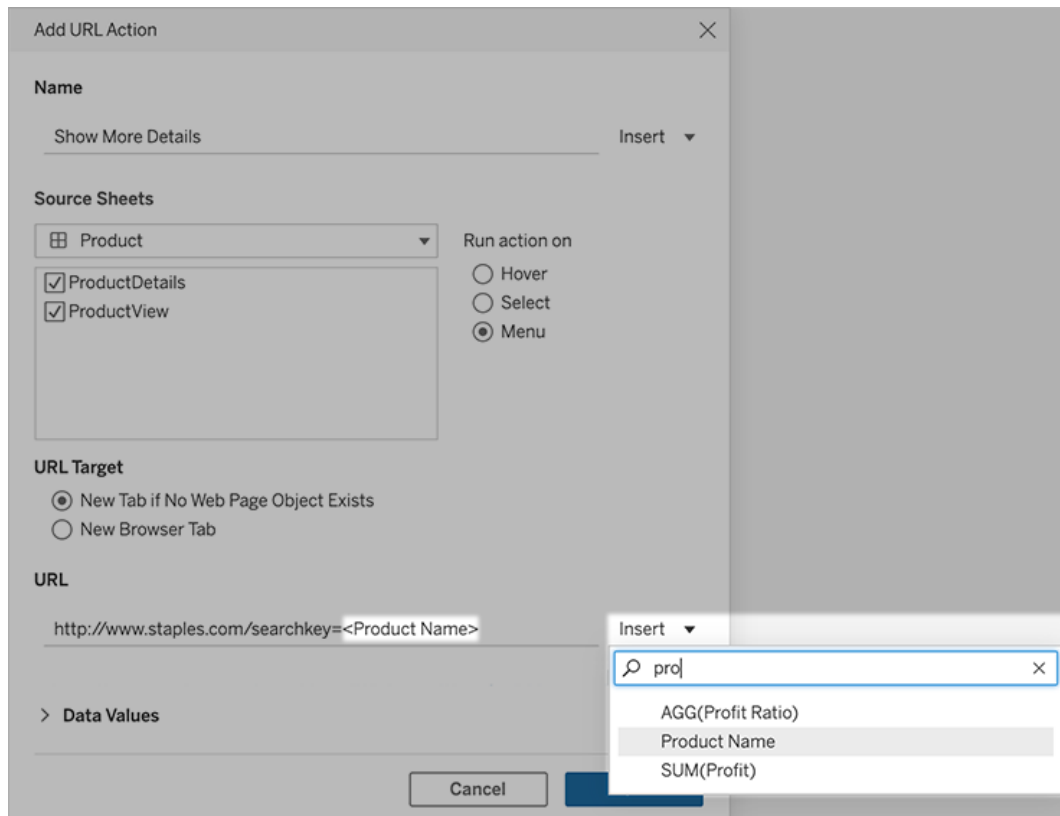 Add URL Action
Name
Show More Details
Insert
Source Sheets
Product
Run action on
ProductDetails
ProductView
Hover
Select
Menu
URL Target
New Tab if No Web Page Object Exists
New Browser Tab
URL
http://www.staples.com/searchkey=<Product Name>
Insert
pro
AGG(Profit Ratio)
Product Name
SUM(Profit)
Data Values
Cancel